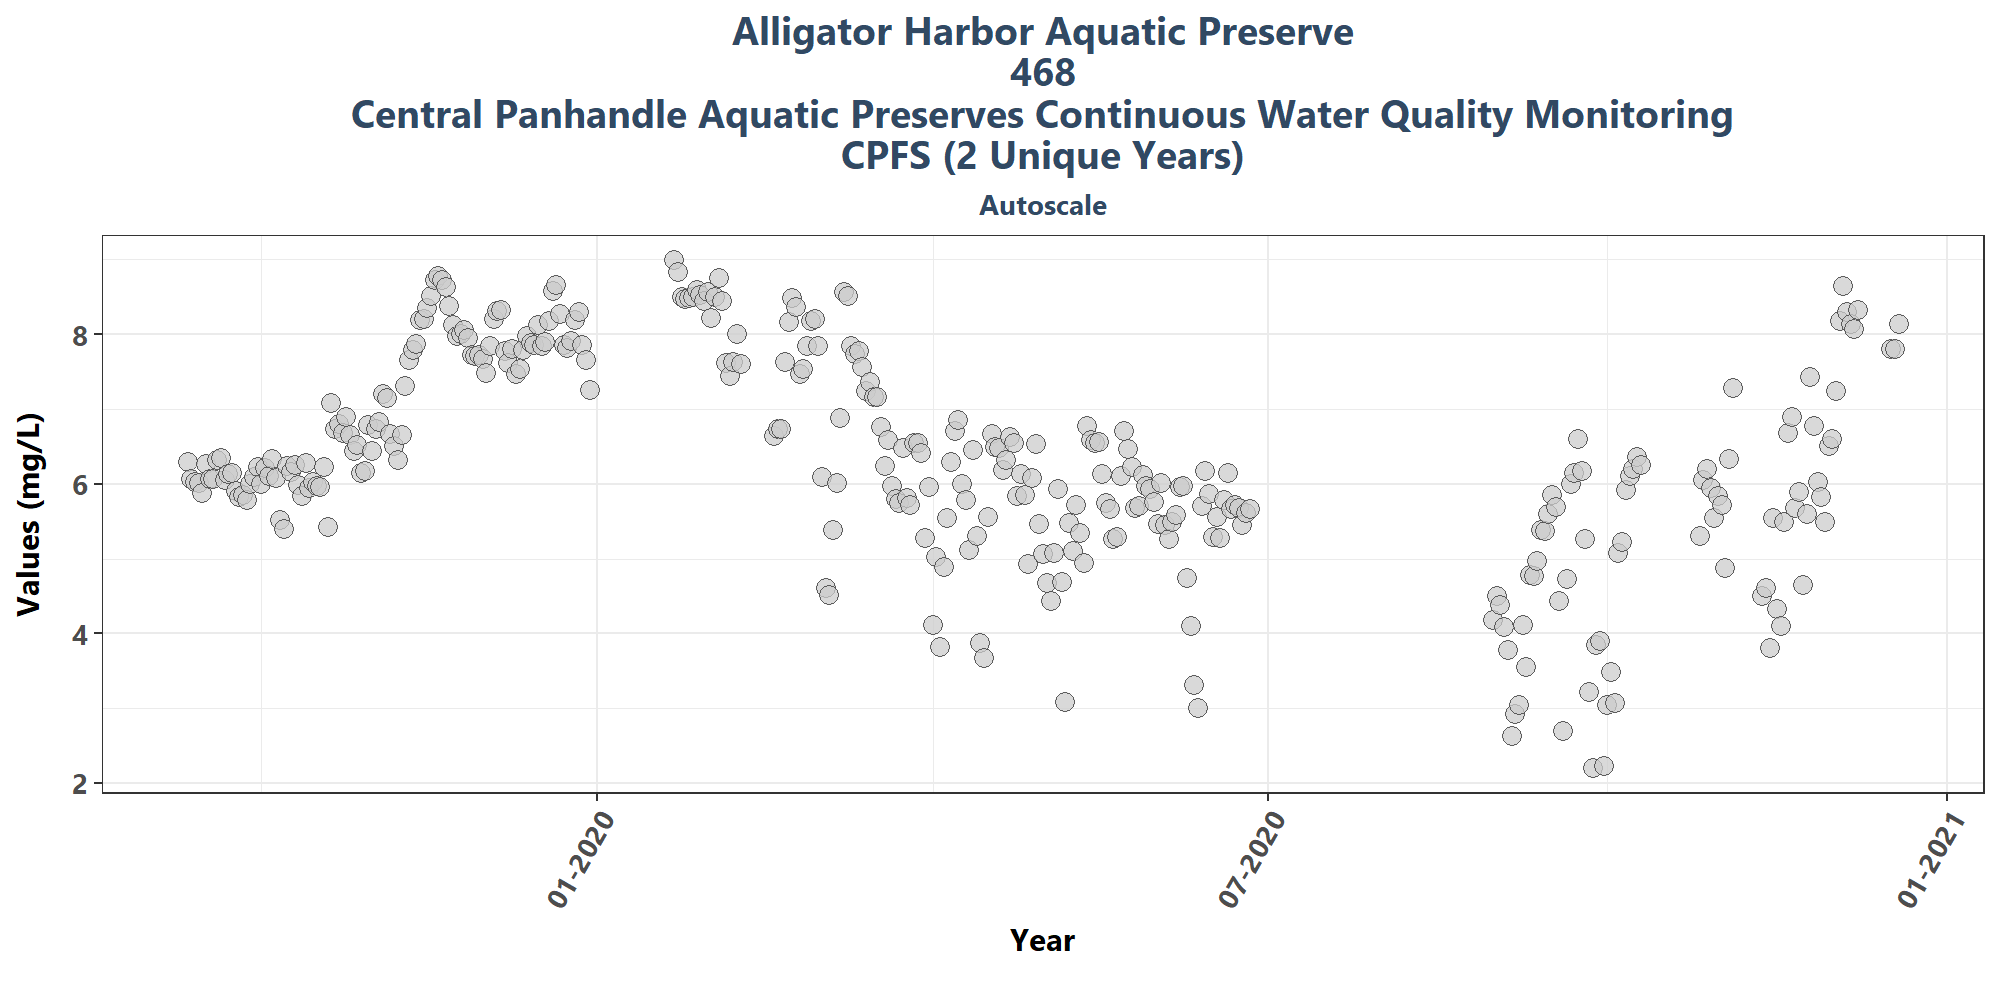 Alligator Harbor Aquatic Preserve
468
Central Panhandle Aquatic Preserves Continuous Water Quality Monitoring
CPFS (2 Unique Years)
Autoscale
Values (mg/L)
8
6
4
2
01-2020
07-2020
01-2021
Year